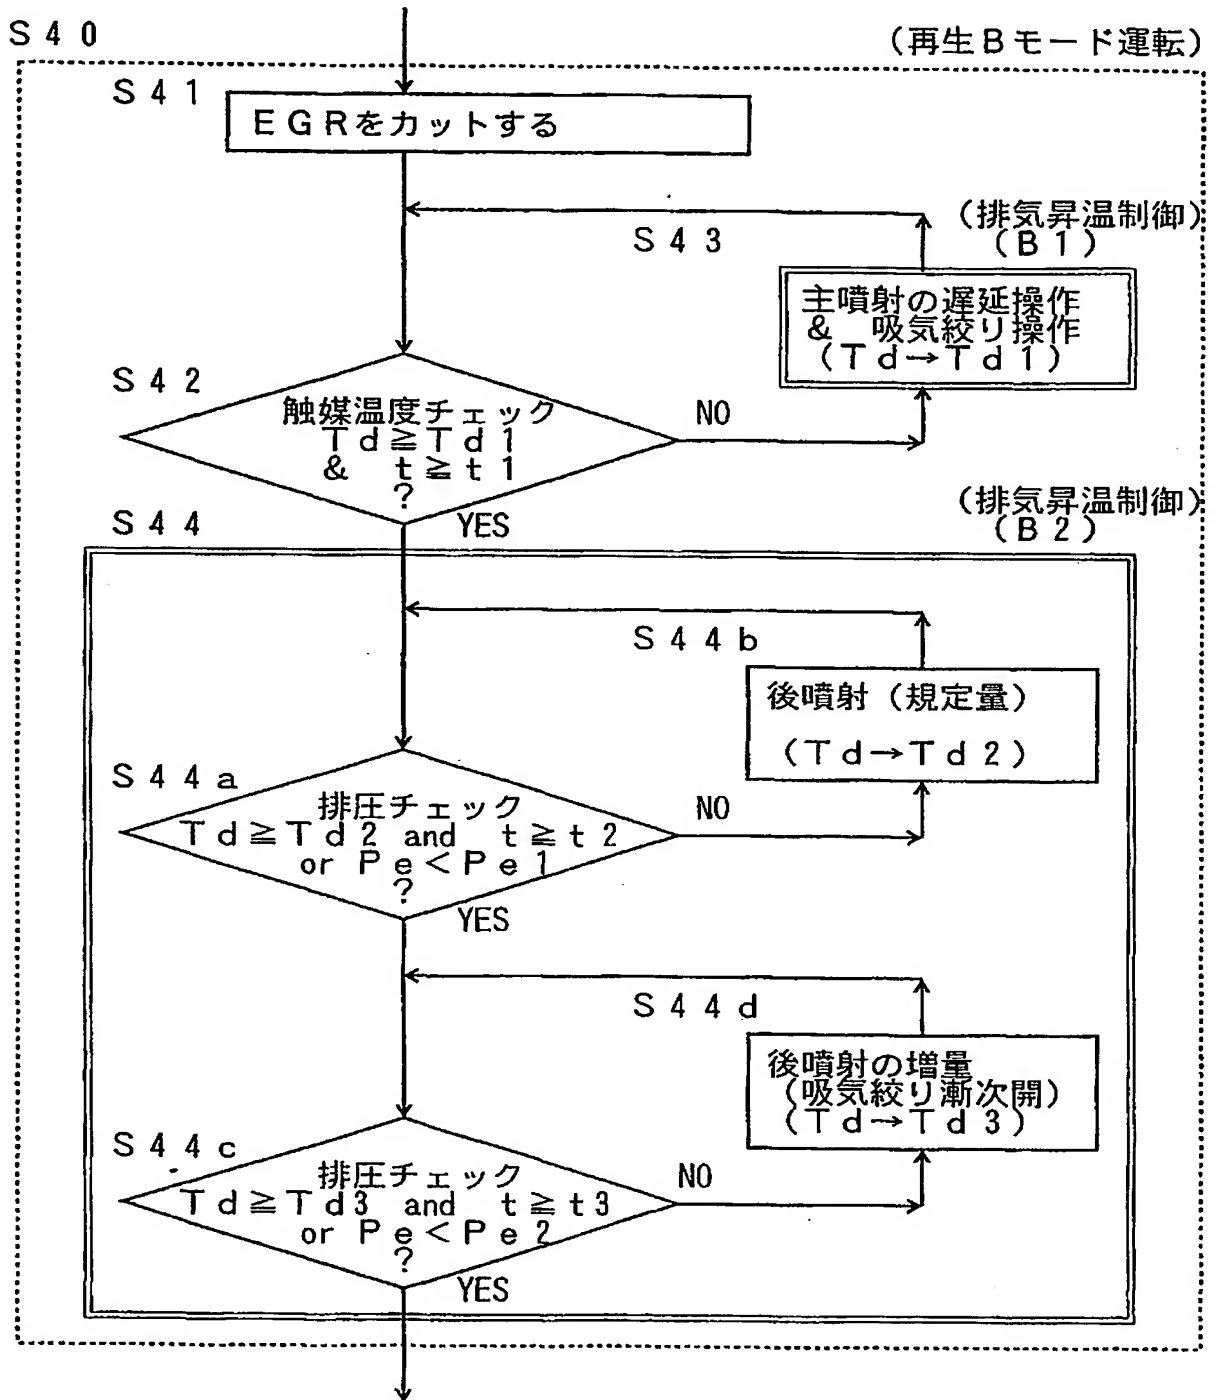 S40
(再生Bモード運転)
S41
EGRをカットする
S43
(排気昇温制御)
(B1)
主噴射の遅延操作
& 吸気絞り操作
(Td→Td1)
S42
触媒温度チェック
Td≧Td1
& t≧t1
?
NO
YES
S44
(排気昇温制御)
(B2)
S44b
後噴射(規定量)
(Td→Td2)
S44a
排圧チェック
Td≧Td2 and t≧t2
or Pe<Pe1
?
NO
YES
S44d
後噴射の増量
(吸気絞り漸次開)
(Td→Td3)
S44c
排圧チェック
Td≧Td3 and t≧t3
or Pe<Pe2
?
NO
YES